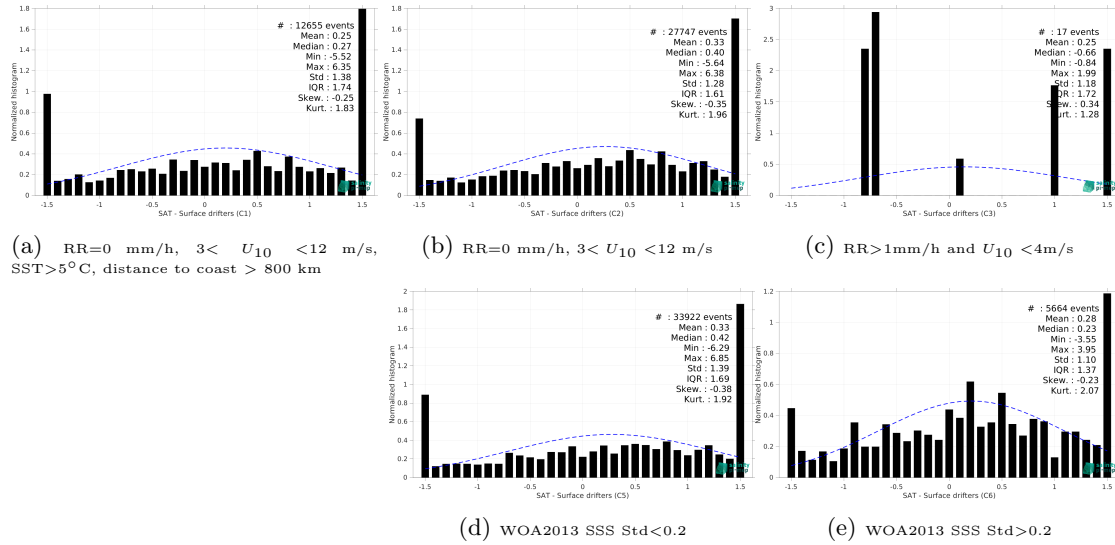 1.8
1.6
1.4
1.2
1
0.8
0.6
0.4
0.2
0
Normalized histogram
# : 12655 events
Mean : 0.25
Median : 0.27
Min : -5.52
Max : 6.35
Std : 1.38
IQR : 1.74
Skew. : -0.25
Kurt. : 1.83
-1.5 -1 -0.5 0 0.5 1 1.5
SAT - Surface drifters (C1)
(a) RR=0 mm/h, 3< U10 <12 m/s,
SST>5°C, distance to coast > 800 km
1.8
1.6
1.4
1.2
1
0.8
0.6
0.4
0.2
0
Normalized histogram
# : 27747 events
Mean : 0.33
Median : 0.40
Min : -5.64
Max : 6.38
Std : 1.28
IQR : 1.61
Skew. : -0.35
Kurt. : 1.96
-1.5 -1 -0.5 0 0.5 1 1.5
SAT - Surface drifters (C2)
(b) RR=0 mm/h, 3< U10 <12 m/s
3
2.5
2
1.5
1
0.5
0
Normalized histogram
# : 17 events
Mean : 0.25
Median : -0.66
Min : -0.84
Max : 1.99
Std : 1.18
IQR : 1.72
Skew. : 0.34
Kurt. : 1.28
-1.5 -1 -0.5 0 0.5 1 1.5
SAT - Surface drifters (C3)
(c) RR>1mm/h and U10 <4m/s
2
1.8
1.6
1.4
1.2
1
0.8
0.6
0.4
0.2
0
Normalized histogram
# : 33922 events
Mean : 0.33
Median : 0.42
Min : -6.29
Max : 6.85
Std : 1.39
IQR : 1.69
Skew. : -0.38
Kurt. : 1.92
-1.5 -1 -0.5 0 0.5 1 1.5
SAT - Surface drifters (C5)
(d) WOA2013 SSS Std<0.2
1.2
1
0.8
0.6
0.4
0.2
0
Normalized histogram
# : 5664 events
Mean : 0.28
Median : 0.23
Min : -3.55
Max : 3.95
Std : 1.10
IQR : 1.37
Skew. : -0.23
Kurt. : 2.07
-1.5 -1 -0.5 0 0.5 1 1.5
SAT - Surface drifters (C6)
(e) WOA2013 SSS Std>0.2